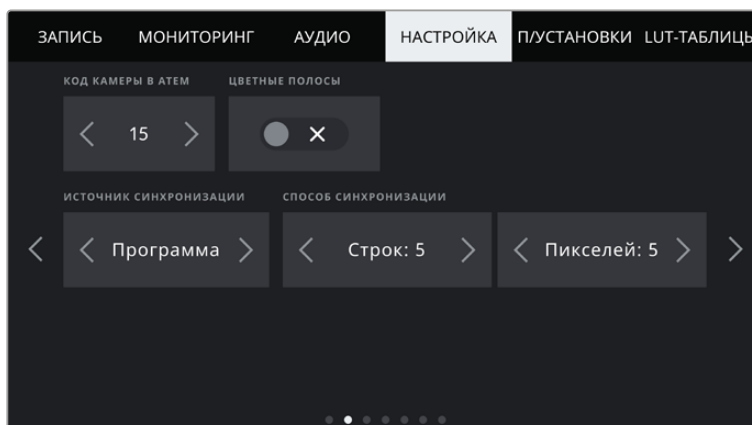 ЗАПИСЬ МОНИТОРИНГ АУДИО НАСТРОЙКА П/УСТАНОВКИ LUT-ТАБЛИЦЫ
КОД КАМЕРЫ В ATEM ЦВЕТНЫЕ ПОЛОСЫ
15
ИСТОЧНИК СИНХРОНИЗАЦИИ СПОСОБ СИНХРОНИЗАЦИИ
Программа Строк: 5 Пикселей: 5